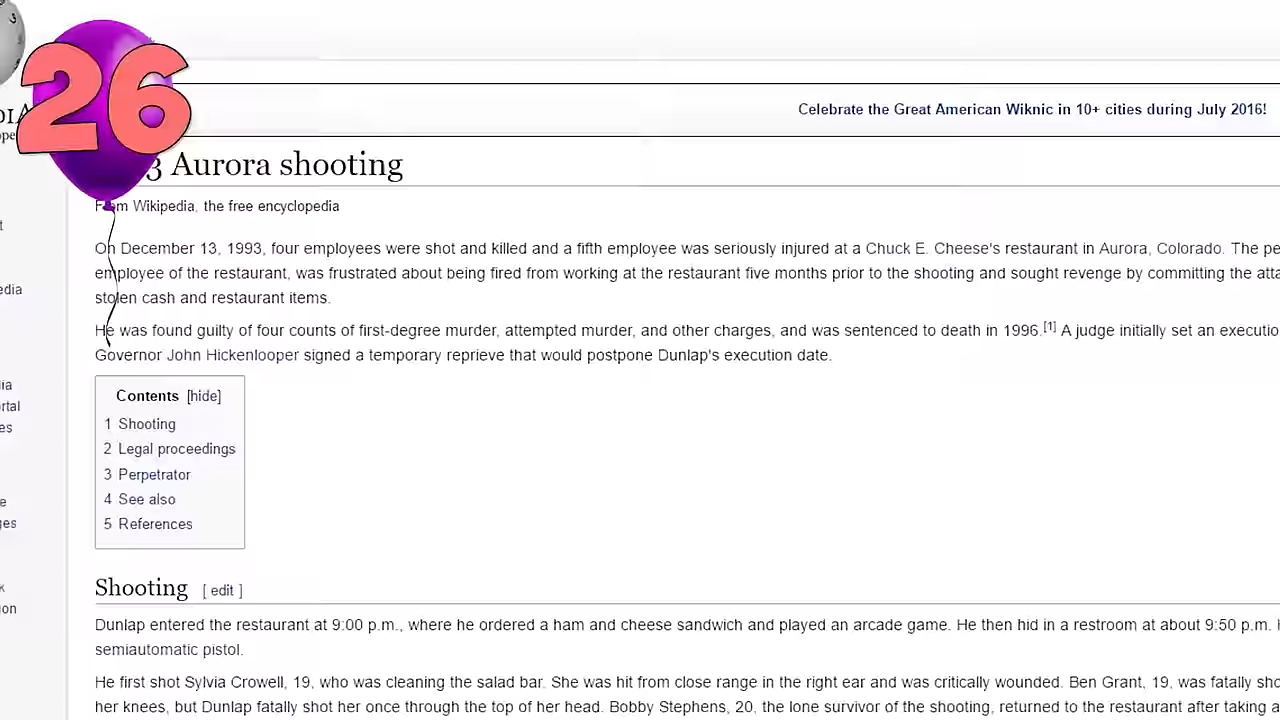 26
Celebrate the Great American Wiknic in 10+ cities during July 2016!
3 Aurora shooting
From Wikipedia, the free encyclopedia
On December 13, 1993, four employees were shot and killed and a fifth employee was seriously injured at a Chuck E. Cheese's restaurant in Aurora, Colorado. The pe
employee of the restaurant, was frustrated about being fired from working at the restaurant five months prior to the shooting and sought revenge by committing the atta
stolen cash and restaurant items.
He was found guilty of four counts of first-degree murder, attempted murder, and other charges, and was sentenced to death in 1996.[1] A judge initially set an executio
Governor John Hickenlooper signed a temporary reprieve that would postpone Dunlap's execution date.
Contents [hide]
1 Shooting
2 Legal proceedings
3 Perpetrator
4 See also
5 References
Shooting [ edit ]
Dunlap entered the restaurant at 9:00 p.m., where he ordered a ham and cheese sandwich and played an arcade game. He then hid in a restroom at about 9:50 p.m. H
semiautomatic pistol.
He first shot Sylvia Crowell, 19, who was cleaning the salad bar. She was hit from close range in the right ear and was critically wounded. Ben Grant, 19, was fatally sho
her knees, but Dunlap fatally shot her once through the top of her head. Bobby Stephens, 20, the lone survivor of the shooting, returned to the restaurant after taking a